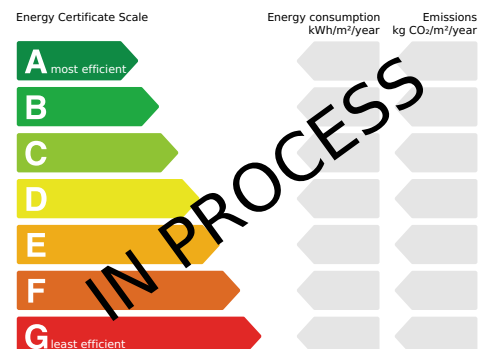 Energy Certificate Scale
Energy consumption
kWh/m²/year
Emissions
kg CO₂/m²/year
A most efficient
B
C
D
E
F
G least efficient
IN PROCESS